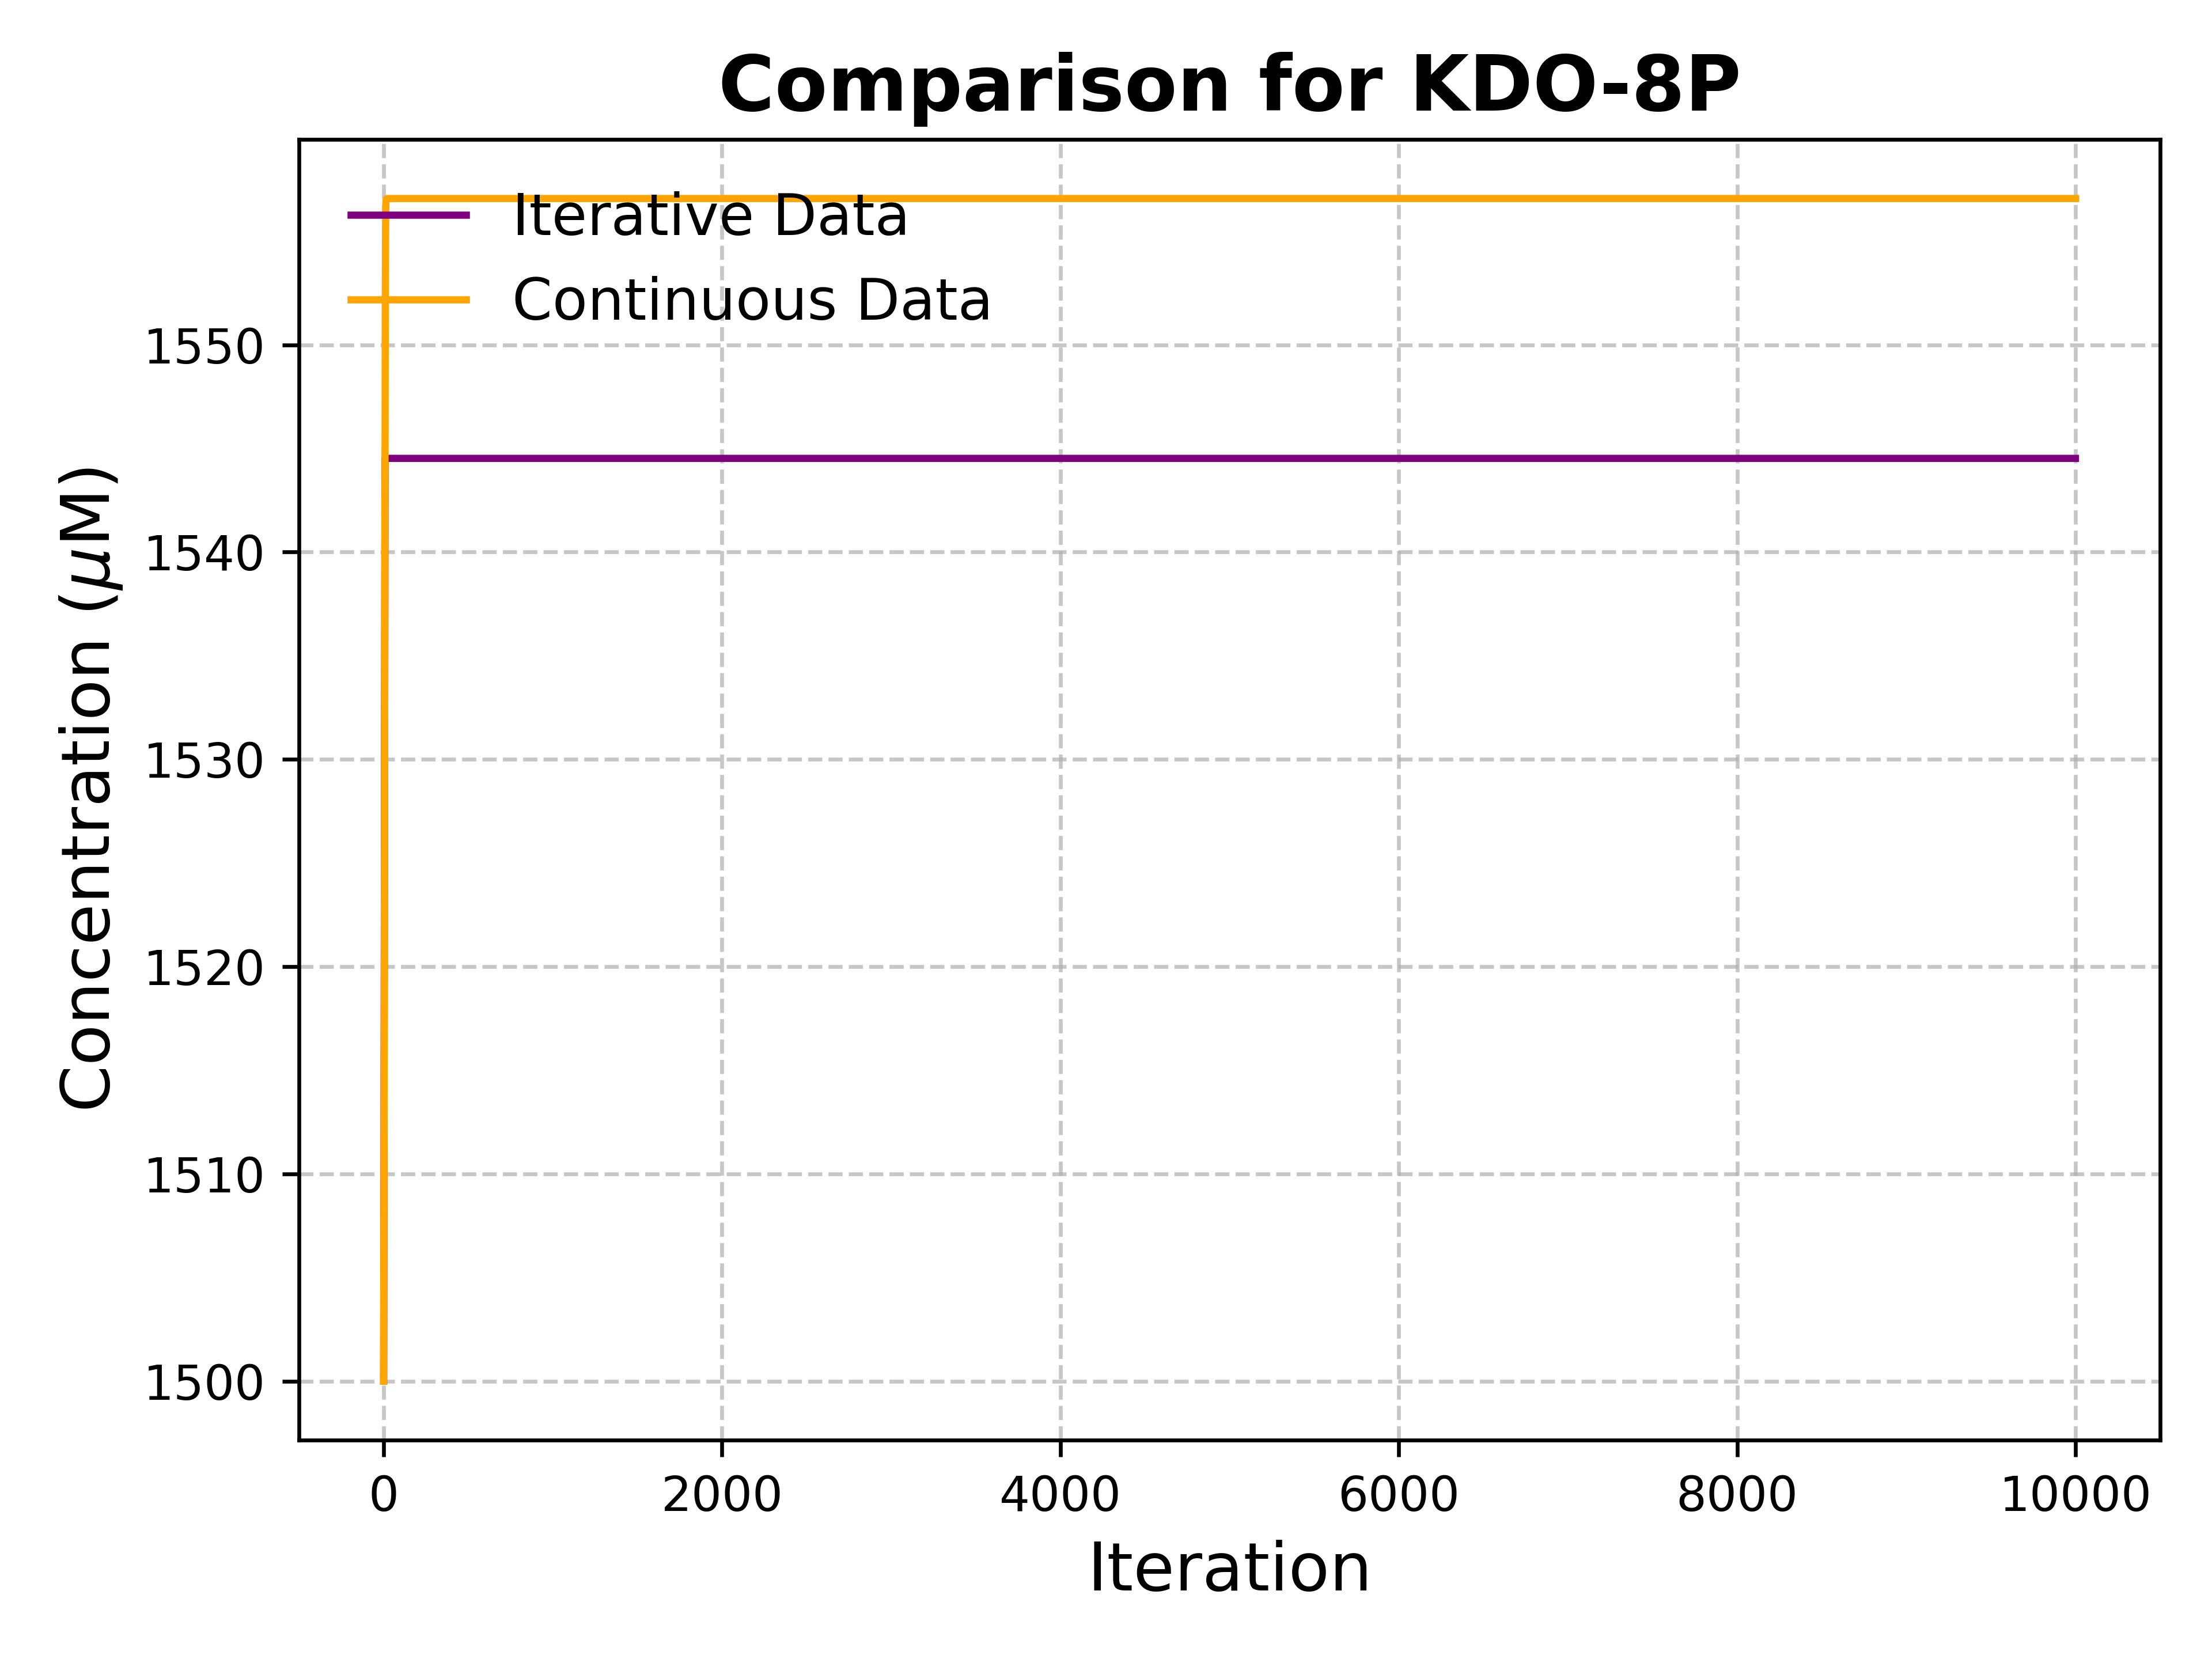 Comparison for KDO-8P
Iterative Data
Continuous Data
Concentration (μM)
1550
1540
1530
1520
1510
1500
0 2000 4000 6000 8000 10000
Iteration